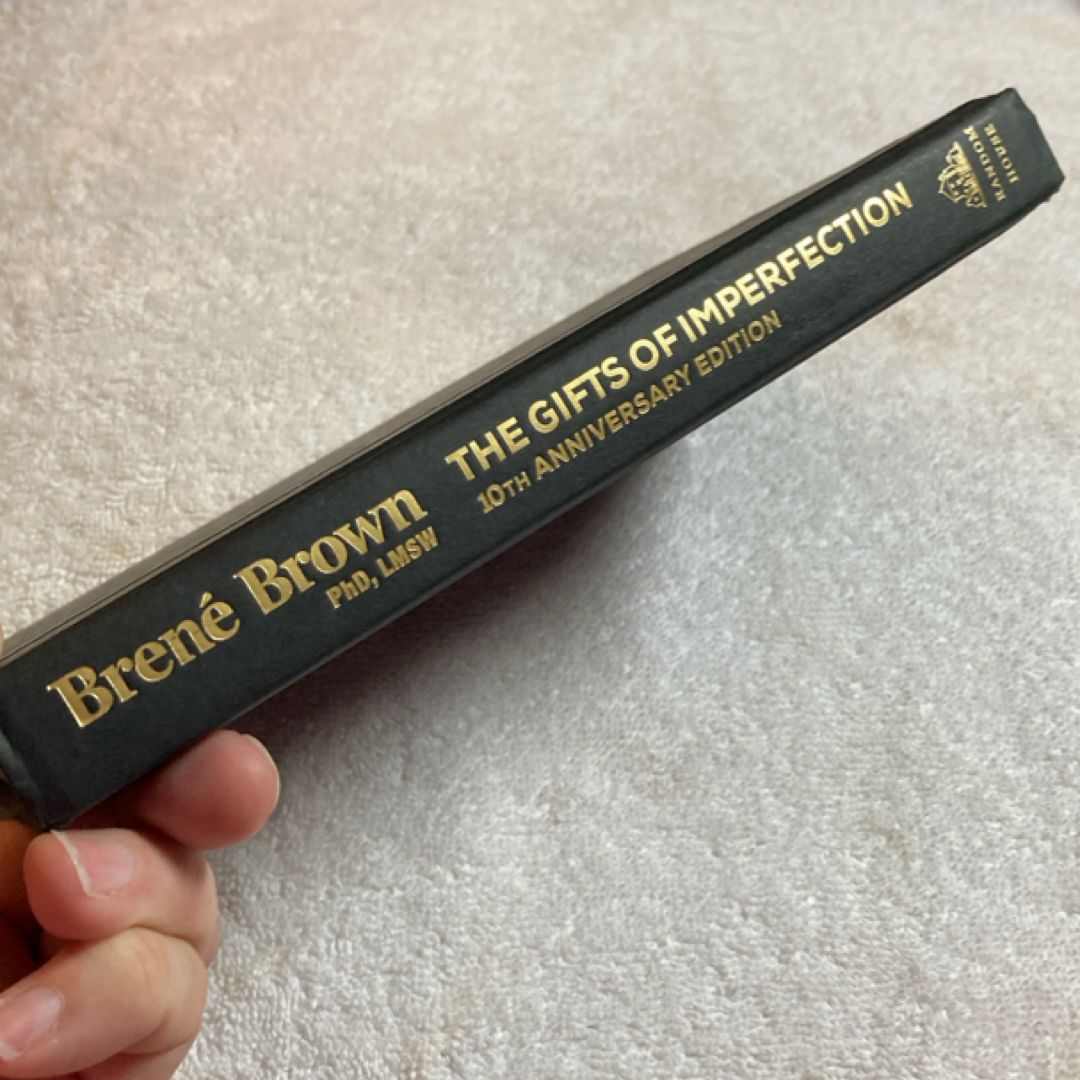 Brené Brown
PhD, LMSW
THE GIFTS OF IMPERFECTION
10TH ANNIVERSARY EDITION
RANDOM
HOUSE